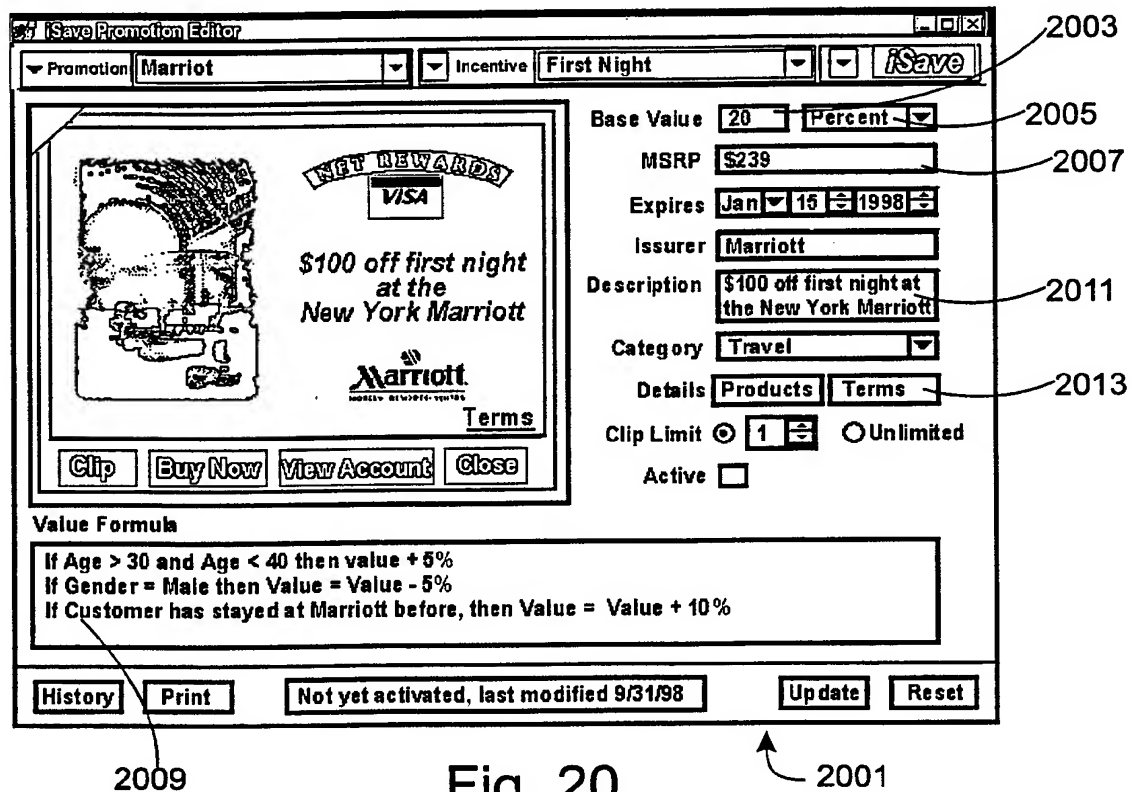 iSave Promotion Editor
2003
Promotion Marriot Incentive First Night iSave
Base Value 20 Percent
2005
NET REWARDS
MSRP $239
2007
VISA
Expires Jan 15 1998
Issurer Marriott
$100 off first night
at the
New York Marriott
Description $100 off first night at
the New York Marriott
2011
Category Travel
Marriott
Details Products Terms
2013
Terms
Clip Limit 1 Unlimited
Clip Buy Now View Account Close
Active
Value Formula
If Age > 30 and Age < 40 then value + 5%
If Gender = Male then Value = Value - 5%
If Customer has stayed at Marriott before, then Value = Value + 10%
History Print Not yet activated, last modified 9/31/98 Update Reset
2009
Fig. 20
2001